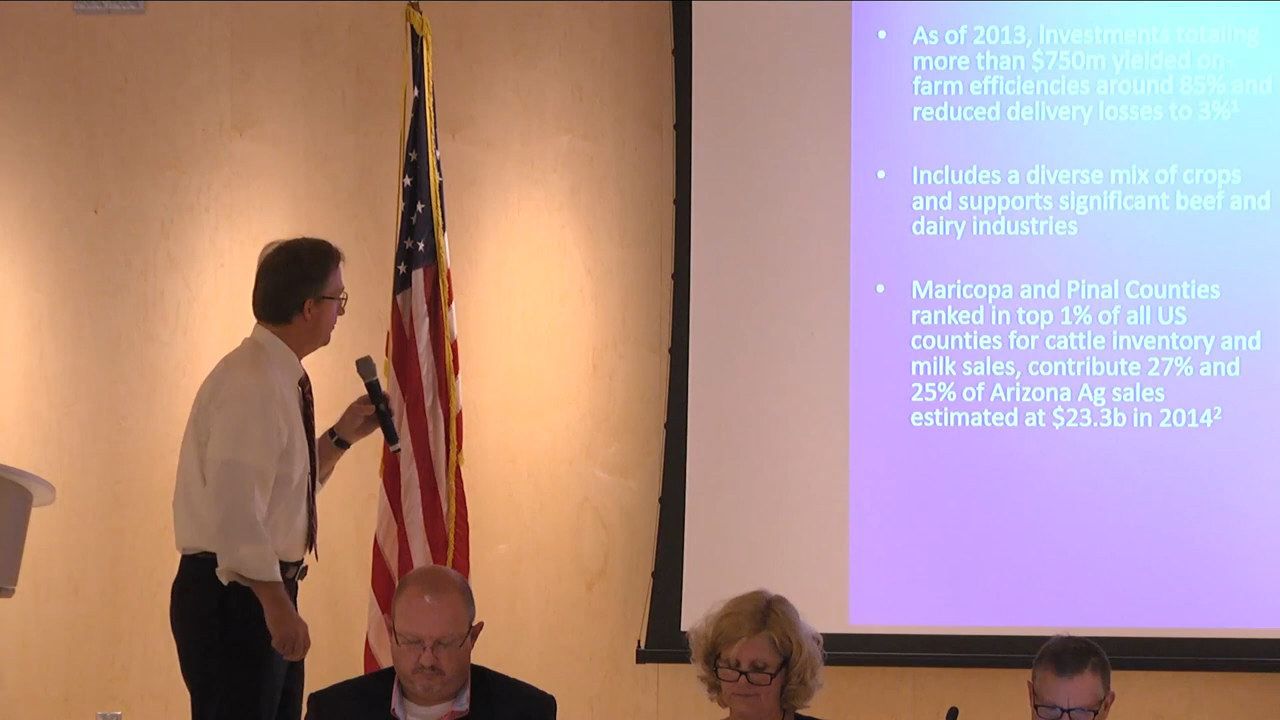 • As of 2013, investments totaling
more than $750m yielded on-
farm efficiencies around 85% and
reduced delivery losses to 3%¹
• Includes a diverse mix of crops
and supports significant beef and
dairy industries
• Maricopa and Pinal Counties
ranked in top 1% of all US
counties for cattle inventory and
milk sales, contribute 27% and
25% of Arizona Ag sales
estimated at $23.3b in 2014²